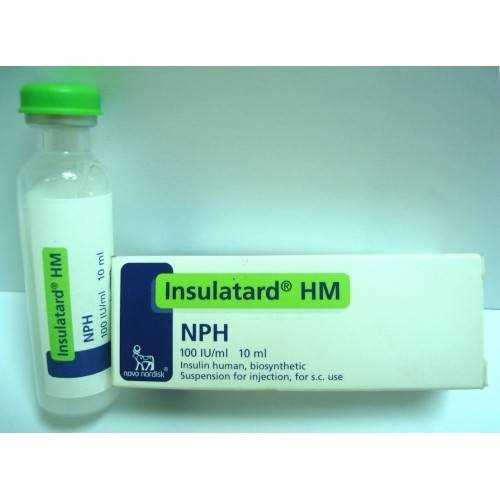 Insulatard® HM
NPH
100 IU/ml 10 ml
Insulatard® HM
NPH
100 IU/ml 10 ml
Insulin human, biosynthetic
Suspension for injection, for s.c. use
novo nordisk®